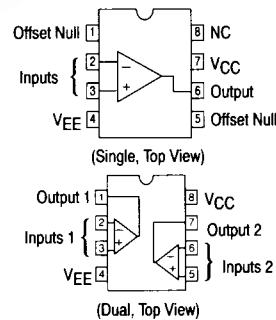 Offset Null 1 8 NC
Inputs 2 − 7 VCC
3 + 6 Output
VEE 4 5 Offset Null
(Single, Top View)
Output 1 1 8 VCC
2 − 7 Output 2
Inputs 1 3 + − 6 Inputs 2
VEE 4 + 5
(Dual, Top View)